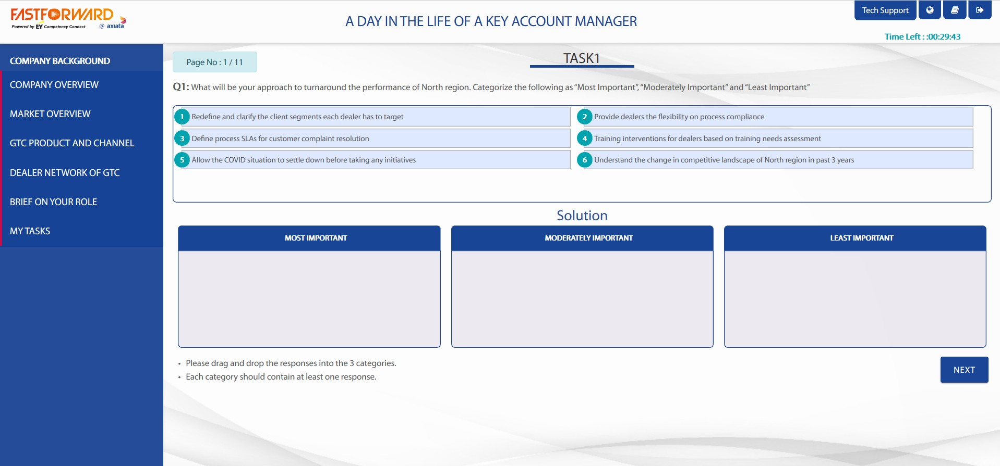 FASTFORWARD
Powered by EY Competency Connect @ axiata
A DAY IN THE LIFE OF A KEY ACCOUNT MANAGER
Tech Support
Time Left : :00:29:43
COMPANY BACKGROUND
COMPANY OVERVIEW
MARKET OVERVIEW
GTC PRODUCT AND CHANNEL
DEALER NETWORK OF GTC
BRIEF ON YOUR ROLE
MY TASKS
Page No : 1 / 11
TASK1
Q1: What will be your approach to turnaround the performance of North region. Categorize the following as “Most Important”, “Moderately Important” and “Least Important”
1 Redefine and clarify the client segments each dealer has to target
2 Provide dealers the flexibility on process compliance
3 Define process SLAs for customer complaint resolution
4 Training interventions for dealers based on training needs assessment
5 Allow the COVID situation to settle down before taking any initiatives
6 Understand the change in competitive landscape of North region in past 3 years
Solution
MOST IMPORTANT
MODERATELY IMPORTANT
LEAST IMPORTANT
• Please drag and drop the responses into the 3 categories.
• Each category should contain at least one response.
NEXT